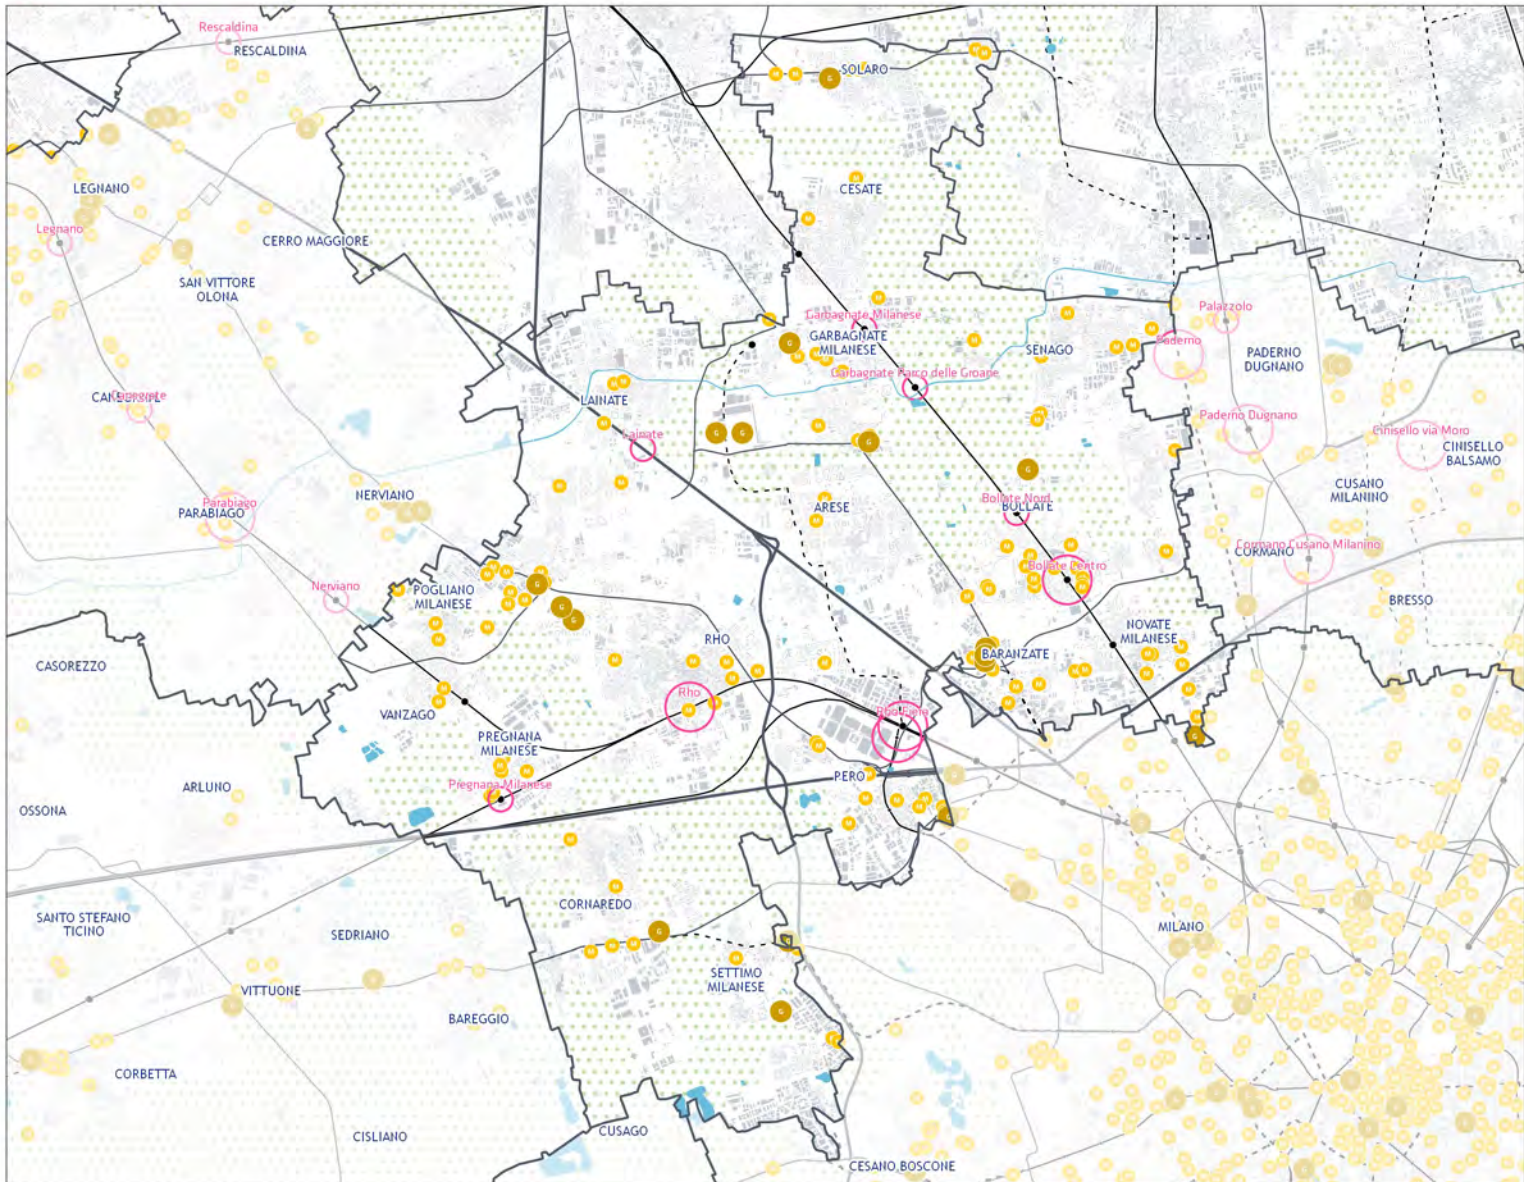 Rescaldina
RESCALDINA
SOLARO
LEGNANO
CESATE
Legnano
CERRO MAGGIORE
SAN VITTORE
OLONA
Garbagnate Milanese
GARBAGNATE
MILANESE
SENAGO
Palazzolo
Paderno
PADERNO
DUGNANO
Garbagnate Parco delle Groane
LAINATE
Lainate
Canegrate
Paderno Dugnano
Cinisello via Moro
CINISELLO
BALSAMO
CUSANO
MILANINO
NERVIANO
Parabiago
PARABIAGO
ARESE
Bollate Nord
BOLLATE
Cormano Cusano Milanino
CORMANO
Bollate Centro
Nerviano
POGLIANO
MILANESE
BRESSO
NOVATE
MILANESE
RHO
BARANZATE
CASOREZZO
Rho
VANZAGO
Rho Fiera
PREGNANA
MILANESE
PERO
Pregnana Milanese
ARLUNO
OSSONA
CORNAREDO
SANTO STEFANO
TICINO
SEDRIANO
MILANO
SETTIMO
MILANESE
VITTUONE
BAREGGIO
CORBETTA
CISLIANO
CUSAGO
CESANO BOSCONE